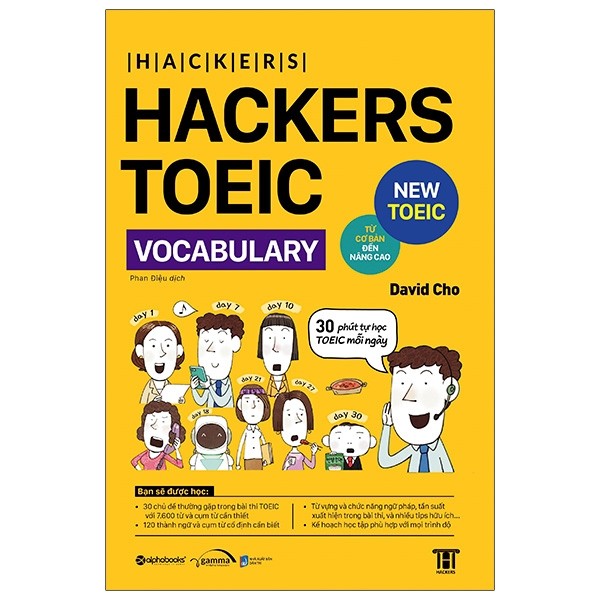 |H|A|C|K|E|R|S|
HACKERS
TOEIC
VOCABULARY
Phan Điệu dịch
NEW
TOEIC
TỪ
CƠ BẢN
ĐẾN
NÂNG CAO
David Cho
day 1
day 7
day 10
30 phút tự học
TOEIC mỗi ngày
day 18
day 21
day 27
day 30
Bạn sẽ được học:
• 30 chủ đề thường gặp trong bài thi TOEIC
với 7.600 từ và cụm từ cần thiết
• 120 thành ngữ và cụm từ cố định cần biết
• Từ vựng và chức năng ngữ pháp, tần suất
xuất hiện trong bài thi, và nhiều tips hữu ích...
• Kế hoạch học tập phù hợp với mọi trình độ
alphabooks
gamma
NHÀ XUẤT BẢN
DÂN TRÍ
HACKERS